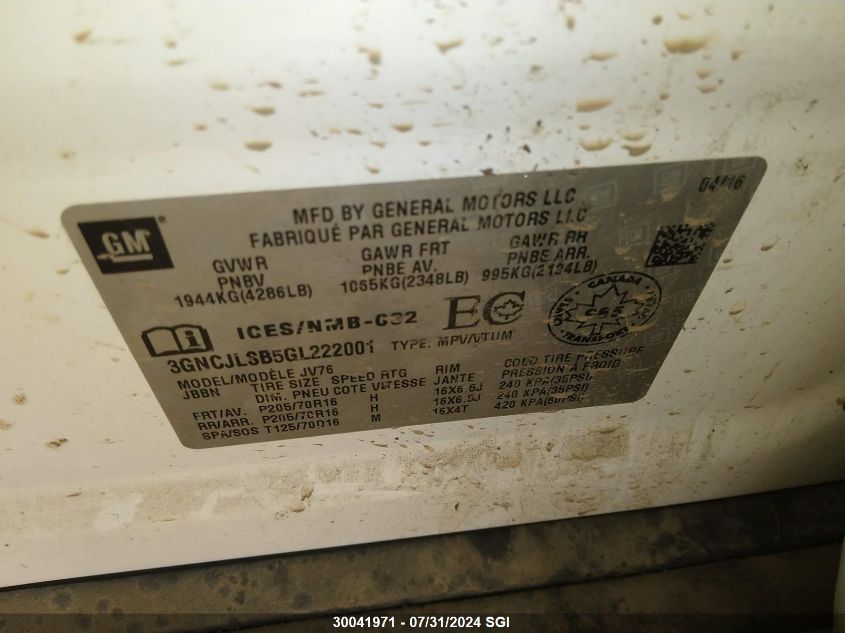 04/16
MFD BY GENERAL MOTORS LLC
FABRIQUÉ PAR GENERAL MOTORS LLC
GM ®
GVWR GAWR FRT GAWR RR
PNBV PNBE AV. PNBE ARR.
1944KG(4286LB) 1065KG(2348LB) 995KG(2194LB)
ICES/NMB-002 EC
CANADA TRANSPORT
3GNCJLSB5GL222001 TYPE: MPV/VTUM
MODEL/MODÈLE JV76
JBBN TIRE SIZE SPEED RTG RIM COLD TIRE PRESSURE
DIM. PNEU COTE VITESSE JANTE PRESSION A FROID
FRT/AV. P205/70R16 H 16X6.5J 240 KPA(35PSI)
RR/ARR. P205/70R16 H 16X6.5J 240 KPA(35PSI)
SPA/SOS T125/70D16 M 16X4T 420 KPA(60PSI)
30041971 - 07/31/2024 SGI